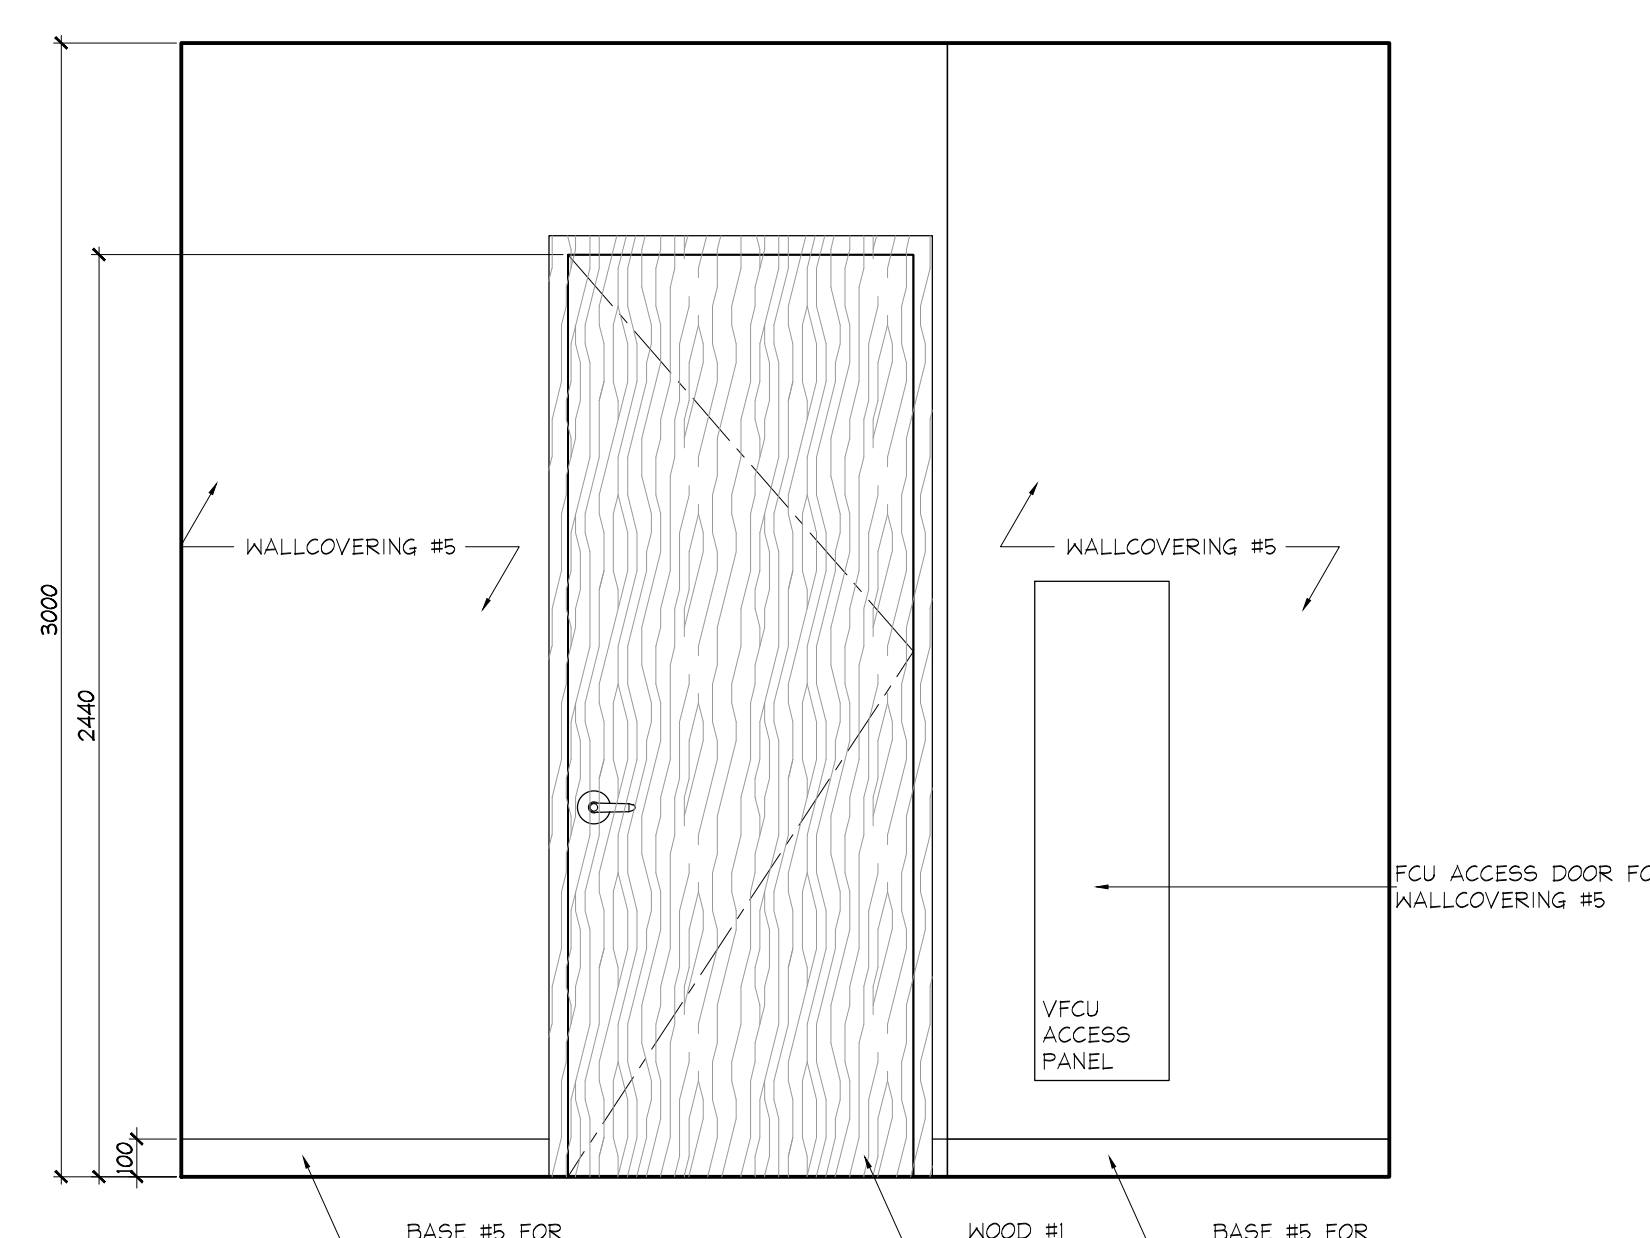 WALLCOVERING #5
WALLCOVERING #5
3000
2440
FCU ACCESS DOOR
WALLCOVERING #5
VFCU
ACCESS
PANEL
100
BASE #5 FOR
WOOD #1
BASE #5 FOR